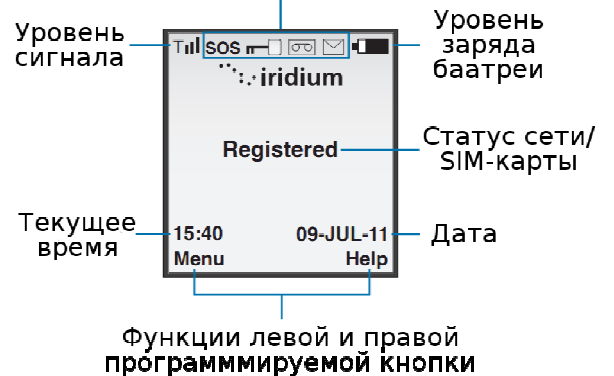 Уровень
сигнала
Уровень
заряда
баатреи
SOS
iridium
Registered
Статус сети/
SIM-карты
Текущее
время
15:40
09-JUL-11
Дата
Menu
Help
Функции левой и правой
программмируемой кнопки